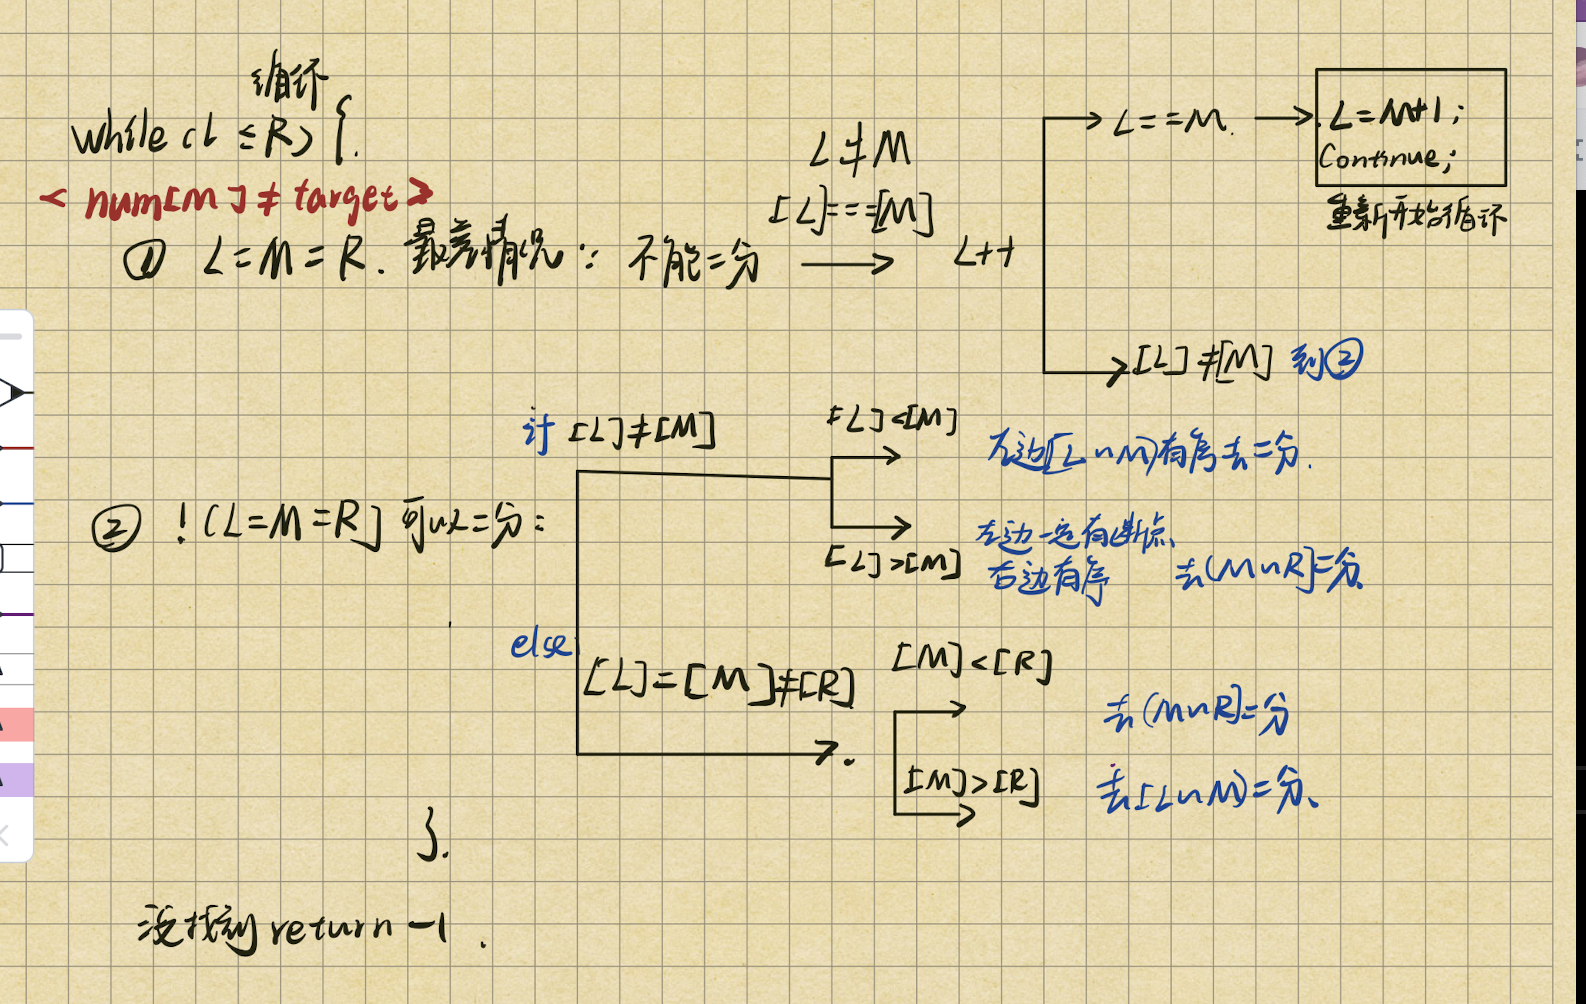 循环
while (L ≤ R) {
< num[M] ≠ target >
① L = M = R. 最差情况: 不能二分
L ≠ M
[L]===[M]
L++
L==M.
L=M+1;
Continue;
重新开始循环
[L] ≠ [M] 到②
② !(L=M=R] 可以二分:
[L]≠[M]
[L]<[M]
左边[L ∩ M)有序去二分.
[L]>[M]
左边一定有断点、
右边有序 去(M∩R]二分、
else
[L]=[M]≠[R]
[M]<[R]
去(M∩R]二分
[M]>[R]
去[L∩M)二分、
}.
没找到 return -1.